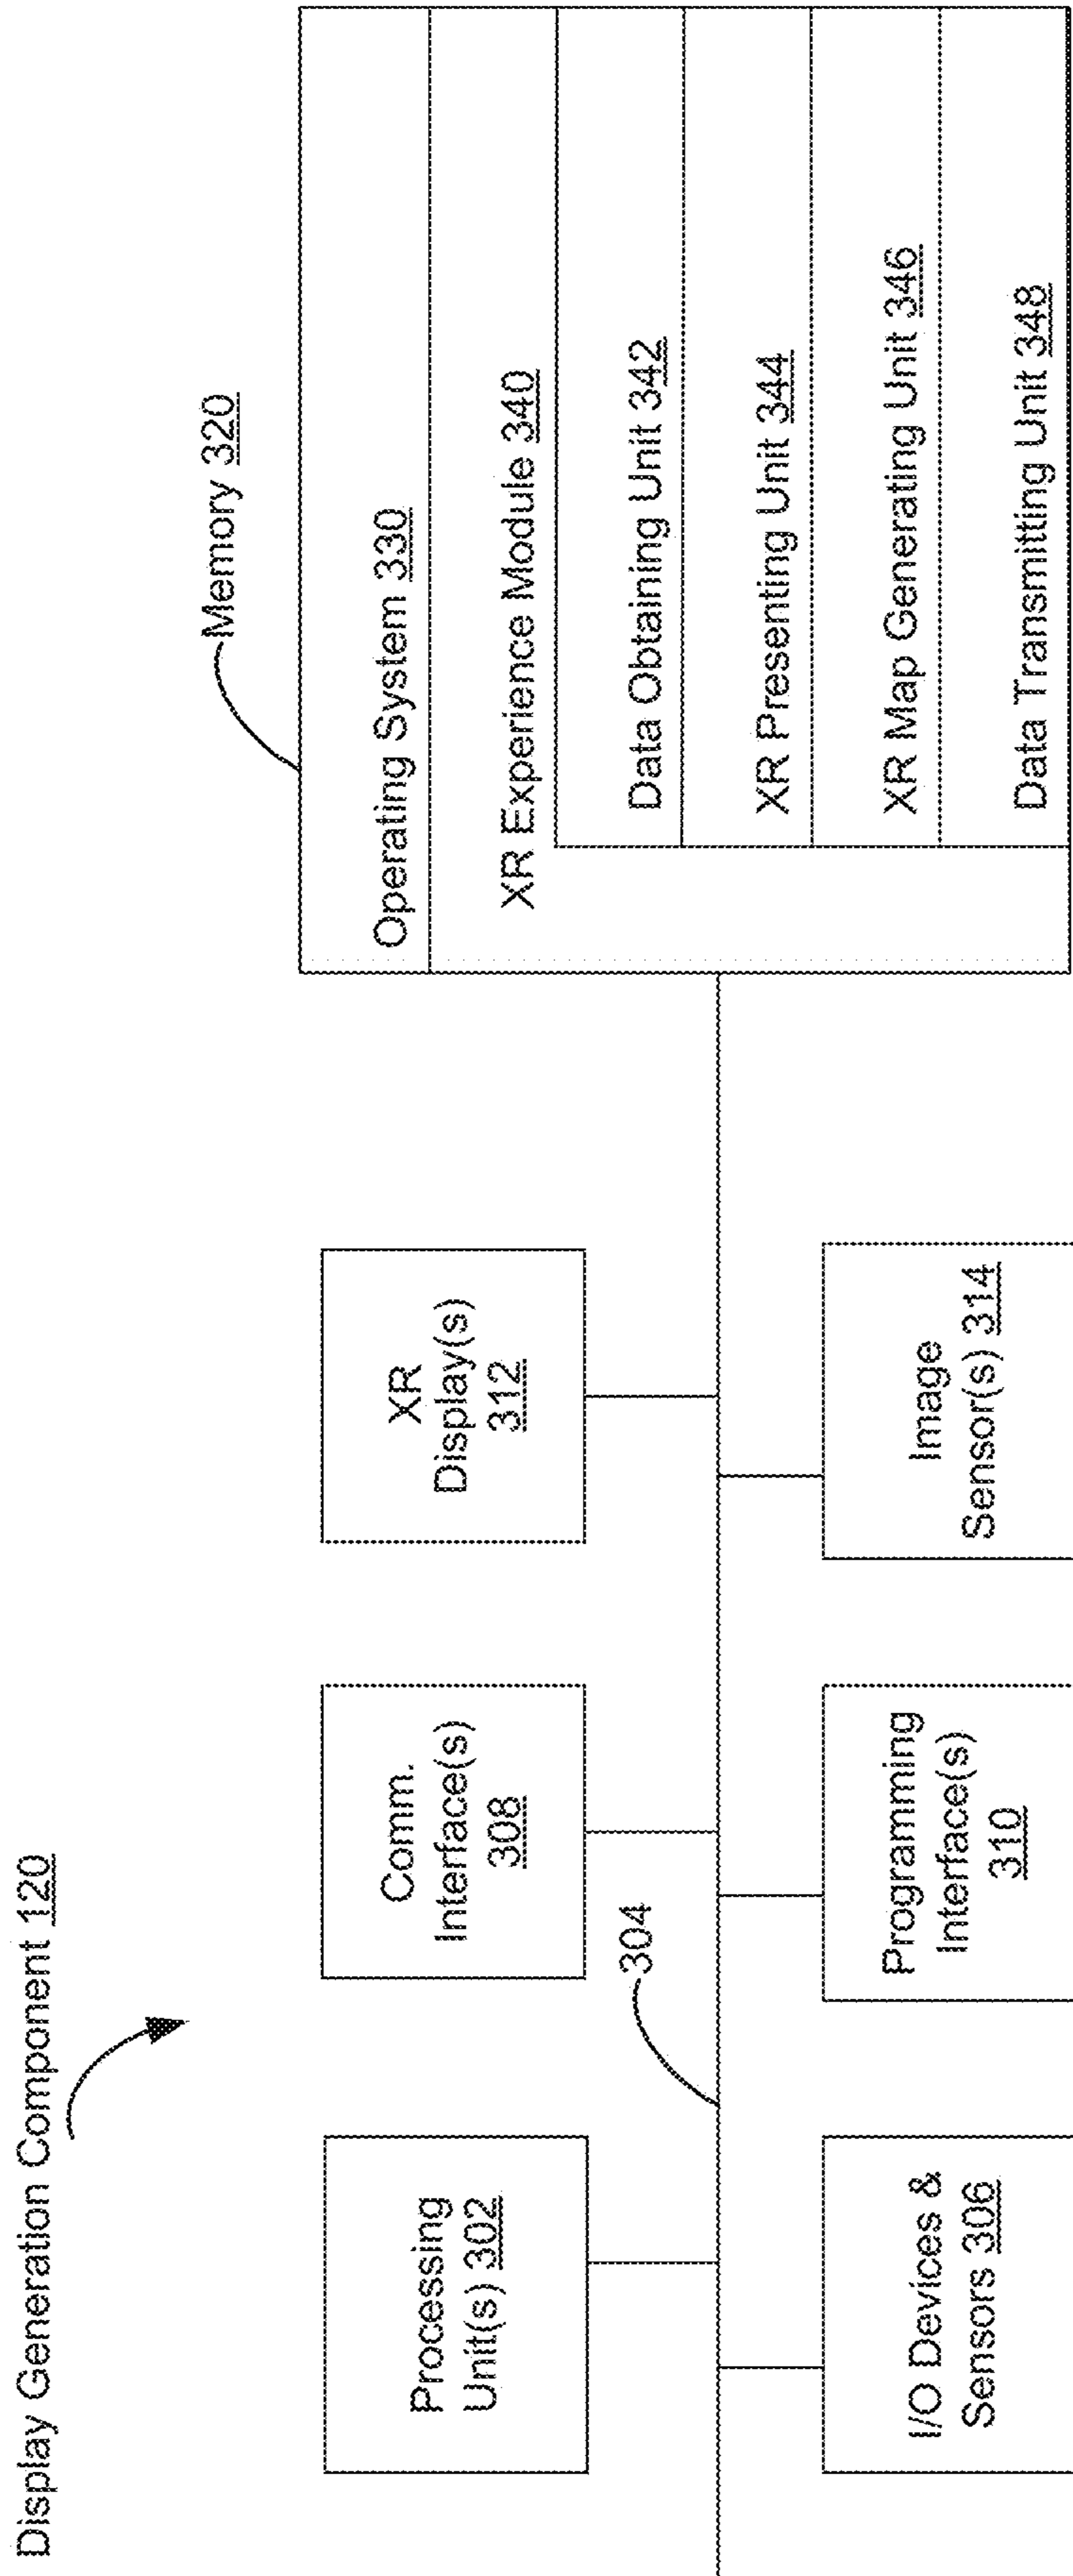 Display Generation Component 120
Processing
Unit(s) 302
Comm.
Interface(s)
308
XR
Display(s)
312
304
I/O Devices &
Sensors 306
Programming
Interface(s)
310
Image
Sensor(s) 314
Memory 320
Operating System 330
XR Experience Module 340
Data Obtaining Unit 342
XR Presenting Unit 344
XR Map Generating Unit 346
Data Transmitting Unit 348